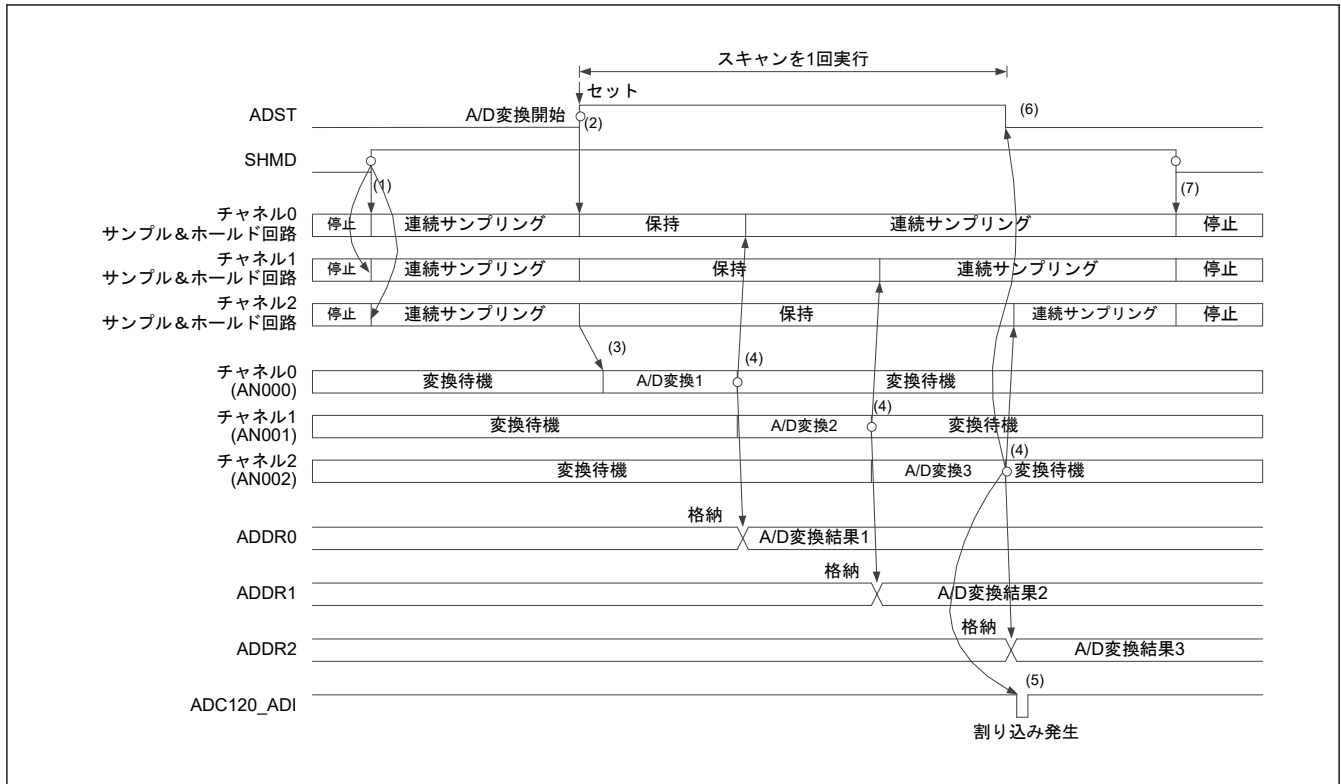 スキャンを1回実行
セット
ADST
A/D変換開始
(2)
(6)
SHMD
(1)
(7)
チャネル0
サンプル&ホールド回路
停止
連続サンプリング
保持
連続サンプリング
停止
チャネル1
サンプル&ホールド回路
停止
連続サンプリング
保持
連続サンプリング
停止
チャネル2
サンプル&ホールド回路
停止
連続サンプリング
保持
連続サンプリング
停止
(3)
(4)
チャネル0
(AN000)
変換待機
A/D変換1
変換待機
(4)
チャネル1
(AN001)
変換待機
A/D変換2
変換待機
(4)
チャネル2
(AN002)
変換待機
A/D変換3
変換待機
格納
ADDR0
A/D変換結果1
格納
ADDR1
A/D変換結果2
格納
ADDR2
A/D変換結果3
(5)
ADC120_ADI
割り込み発生